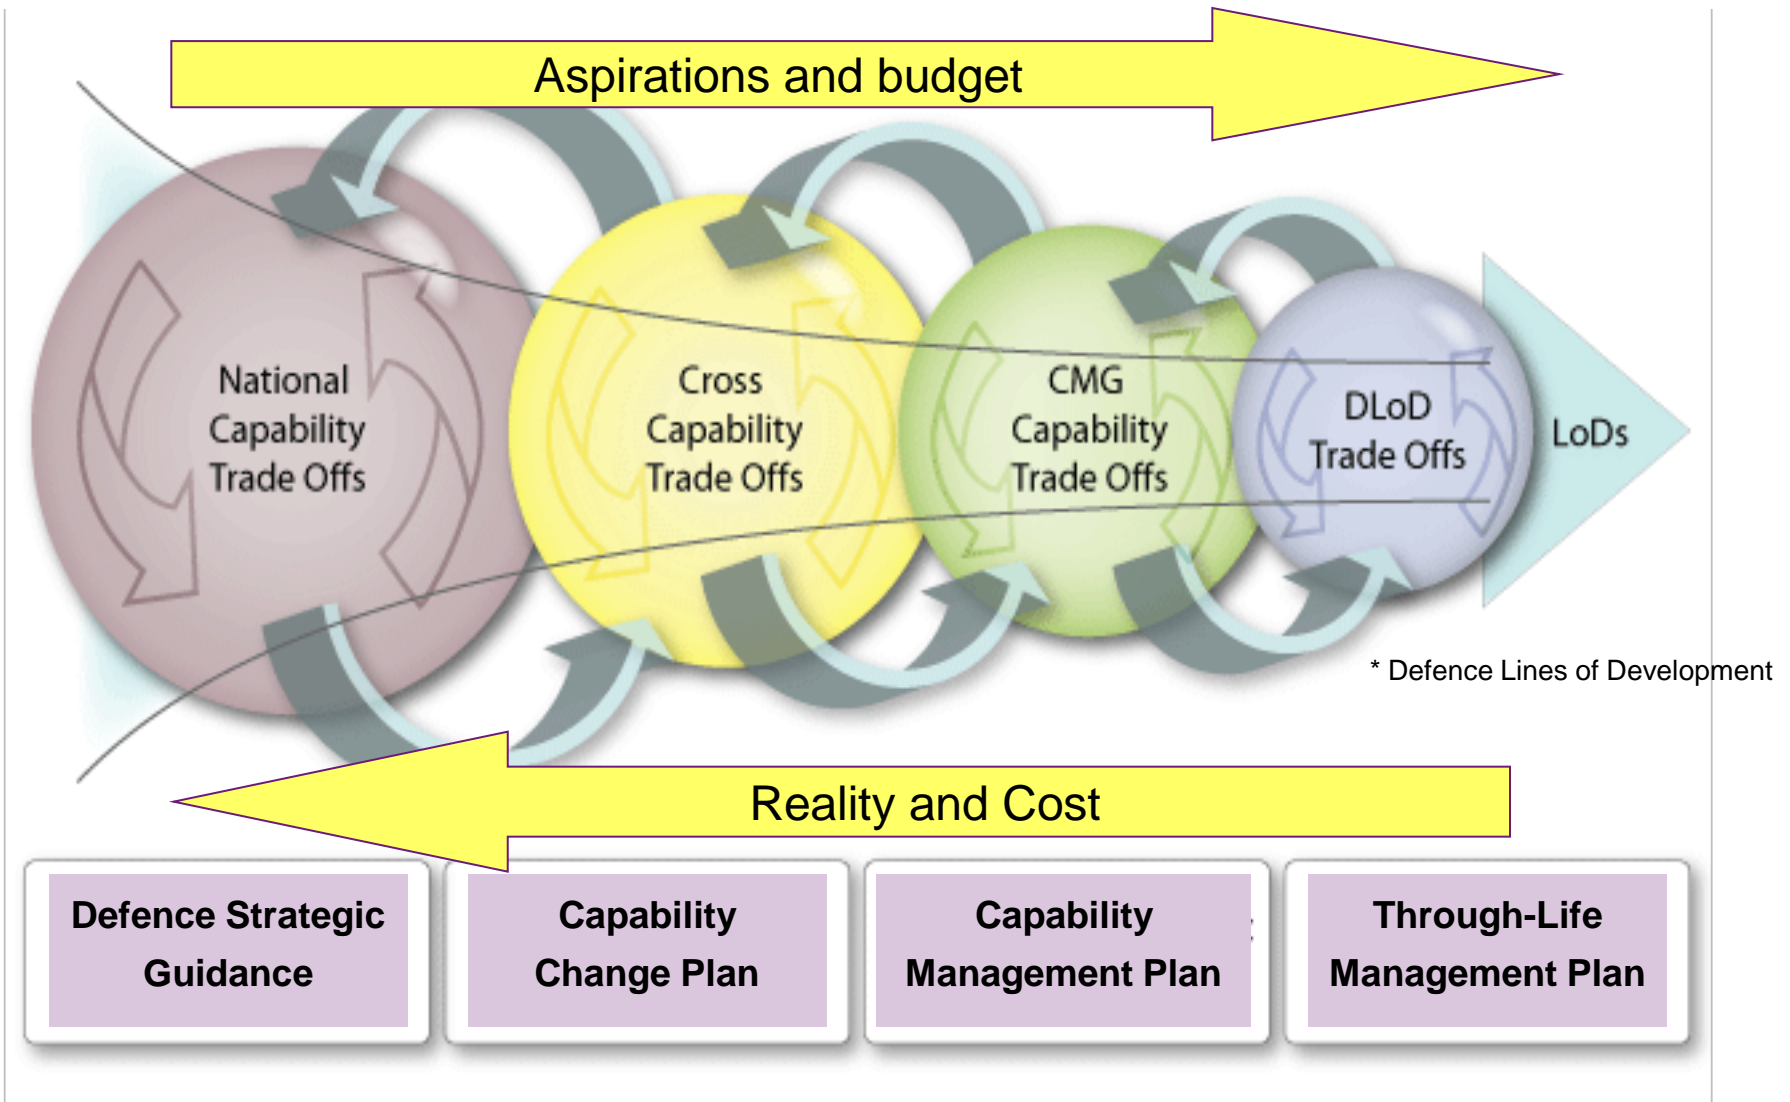 Aspirations and budget
National
Capability
Trade Offs
Cross
Capability
Trade Offs
CMG
Capability
Trade Offs
DLoD
Trade Offs
LoDs
* Defence Lines of Development
Reality and Cost
Defence Strategic
Guidance
Capability
Change Plan
Capability
Management Plan
Through-Life
Management Plan